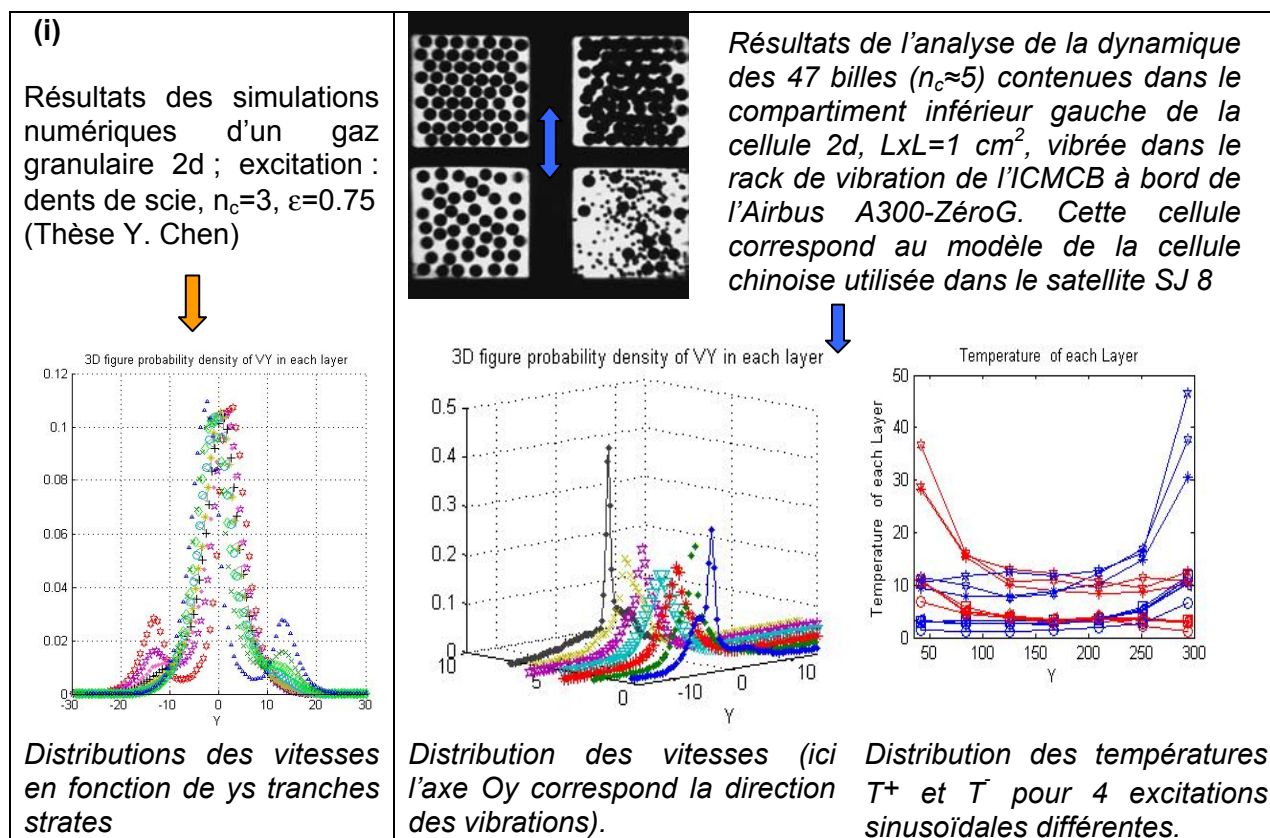 (i)
Résultats des simulations
numériques d'un gaz
granulaire 2d ; excitation :
dents de scie, nc=3, ε=0.75
(Thèse Y. Chen)
3D figure probability density of VY in each layer
0.12
0.1
0.08
0.06
0.04
0.02
0
-30 -20 -10 0 10 20 30
Y
Distributions des vitesses
en fonction de ys tranches
strates
Résultats de l'analyse de la dynamique
des 47 billes (nc≈5) contenues dans le
compartiment inférieur gauche de la
cellule 2d, LxL=1 cm², vibrée dans le
rack de vibration de l'ICMCB à bord de
l'Airbus A300-ZéroG. Cette cellule
correspond au modèle de la cellule
chinoise utilisée dans le satellite SJ 8
3D figure probability density of VY in each layer
0.5
0.4
0.3
0.2
0.1
0
10 5 0 -10 0 10
Y
Temperature of each Layer
Temperature of each Layer
50
40
30
20
10
0
50 100 150 200 250 300
Y
Distribution des vitesses (ici
l'axe Oy correspond la direction
des vibrations).
Distribution des températures
T+ et T- pour 4 excitations
sinusoïdales différentes.